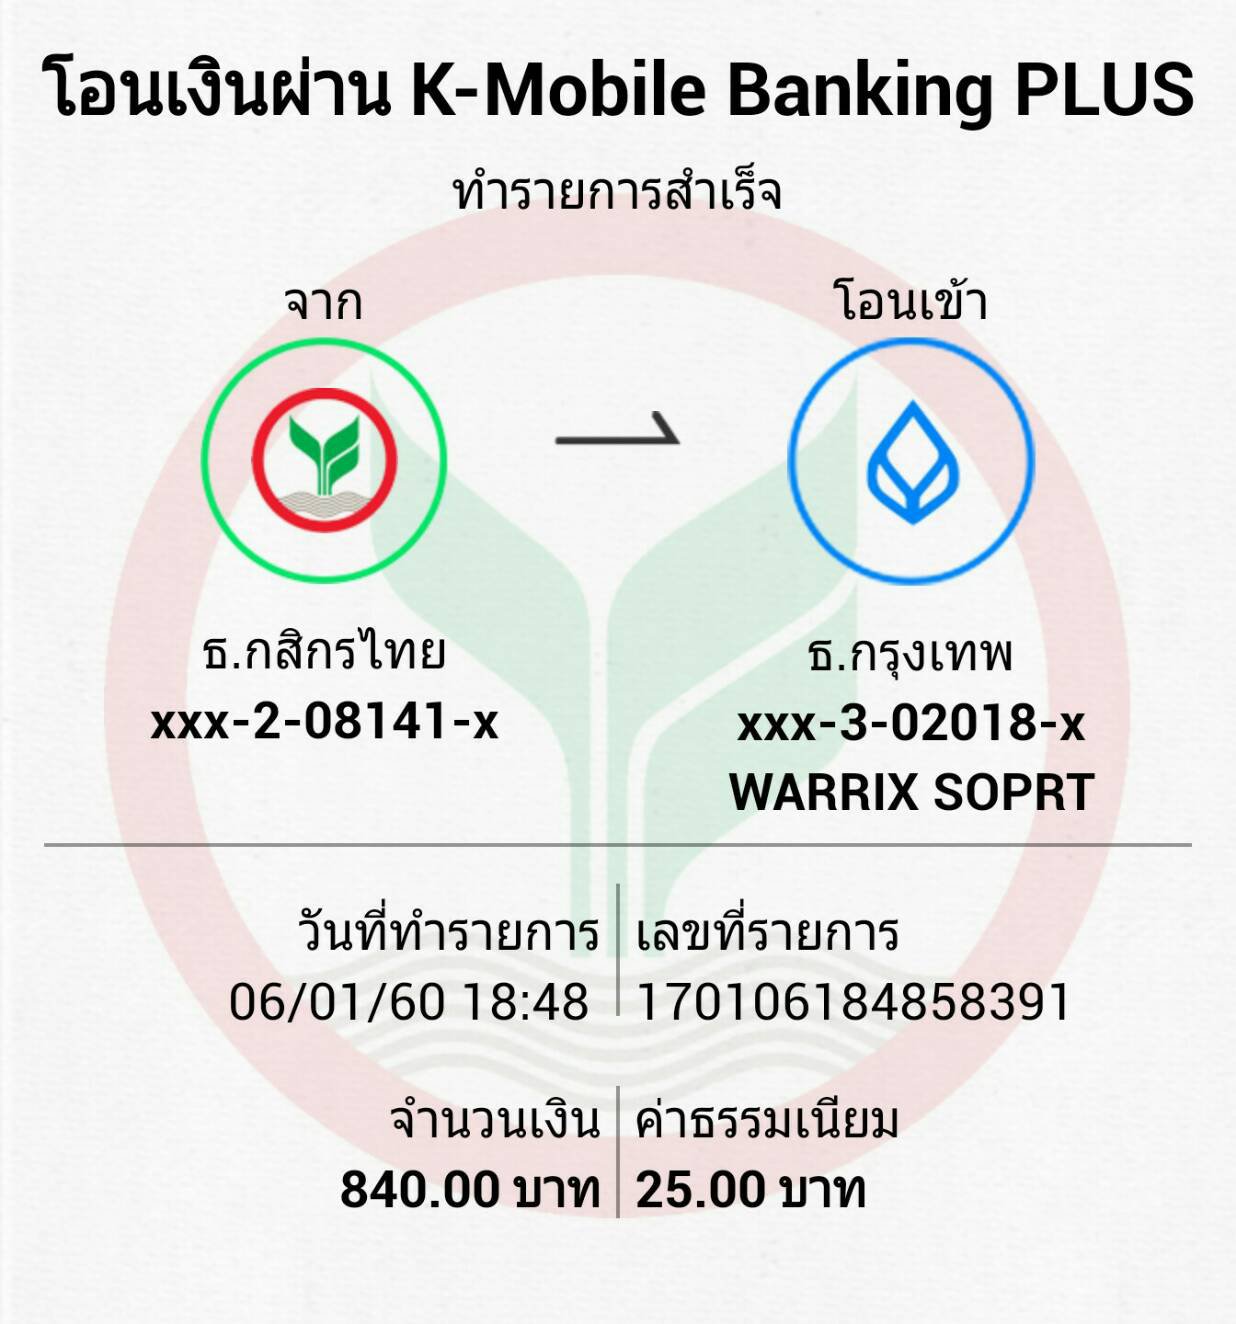 โอนเงินผ่าน K-Mobile Banking PLUS
ทำรายการสำเร็จ
จาก
โอนเข้า
ธ.กสิกรไทย
xxx-2-08141-x
ธ.กรุงเทพ
xxx-3-02018-x
WARRIX SOPRT
วันที่ทำรายการ
06/01/60 18:48
เลขที่รายการ
170106184858391
จำนวนเงิน
840.00 บาท
ค่าธรรมเนียม
25.00 บาท